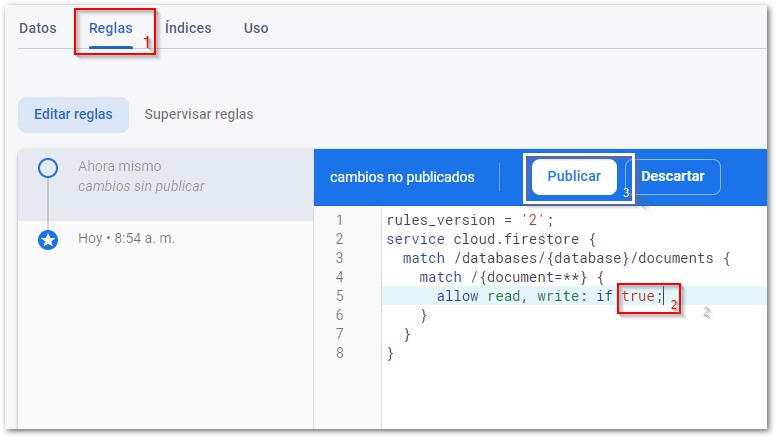 Datos Reglas 1 Índices Uso
Editar reglas Supervisar reglas
Ahora mismo
cambios sin publicar
Hoy • 8:54 a. m.
cambios no publicados Publicar 3 Descartar
1 rules_version = '2';
2 service cloud.firestore {
3 match /databases/{database}/documents {
4 match /{document=**} {
5 allow read, write: if true; 2 2
6 }
7 }
8 }